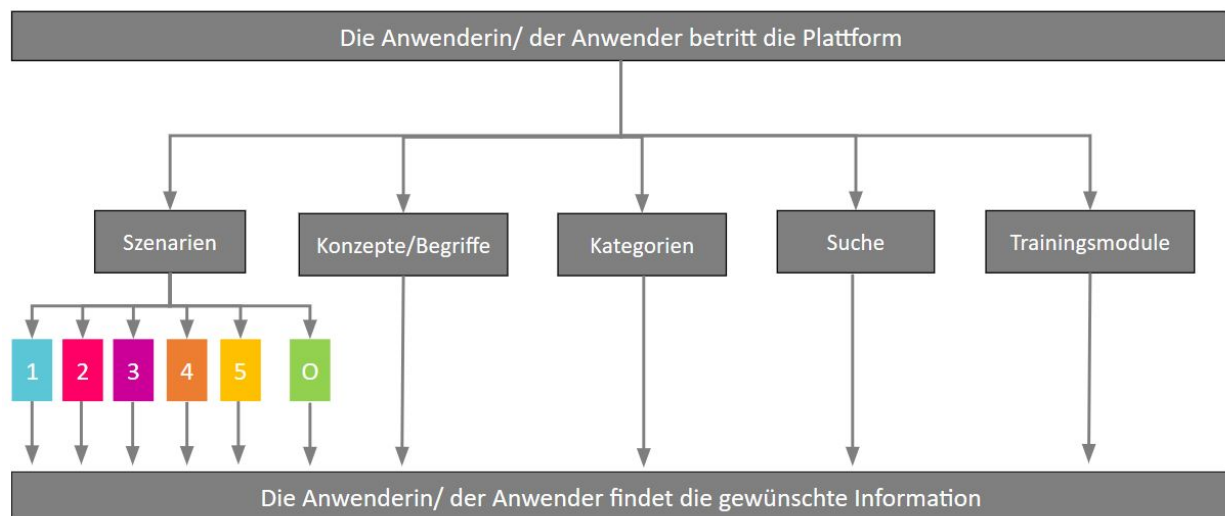 Die Anwenderin/ der Anwender betritt die Plattform
Szenarien
Konzepte/Begriffe
Kategorien
Suche
Trainingsmodule
1
2
3
4
5
O
Die Anwenderin/ der Anwender findet die gewünschte Information